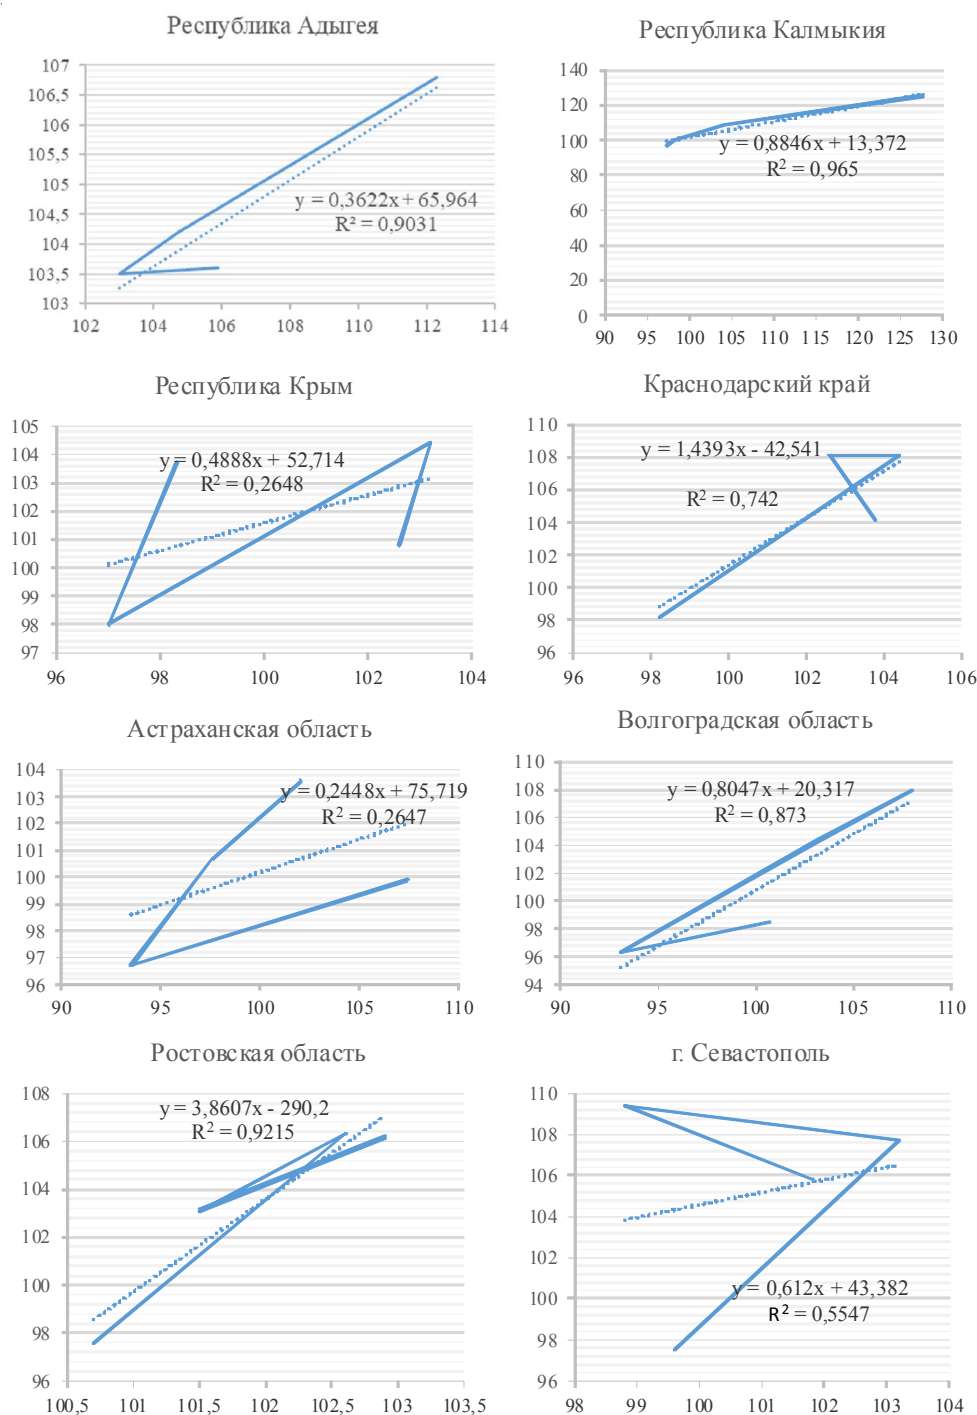 Республика Адыгея
107
106,5
106
105,5
105
104,5
104
103,5
103
y = 0,3622x + 65,964
R² = 0,9031
102 104 106 108 110 112 114
Республика Калмыкия
140
120
100
80
60
40
20
0
y = 0,8846x + 13,372
R² = 0,965
90 95 100 104 115 120 125 130
Республика Крым
105
104
103
102
101
100
99
98
97
y = 0,4888x + 52,714
R² = 0,2648
96 98 100 102 104
Краснодарский край
110
108
106
104
102
100
98
96
y = 1,4393x - 42,541
R² = 0,742
96 98 100 102 104 106
Астраханская область
104
103
102
101
100
99
98
97
96
y = 0,2448x + 75,719
R² = 0,2647
90 95 100 105 110
Волгоградская область
110
108
106
104
102
100
98
96
94
y = 0,8047x + 20,317
R² = 0,873
90 95 100 105 110
Ростовская область
108
106
104
102
100
98
96
y = 3,8607x - 290,2
R² = 0,9215
100,5 101 101,5 102 103 103,5
г. Севастополь
110
108
106
104
102
100
98
96
y = 0,612x + 43,382
R² = 0,5547
98 99 100 101 102 103 104